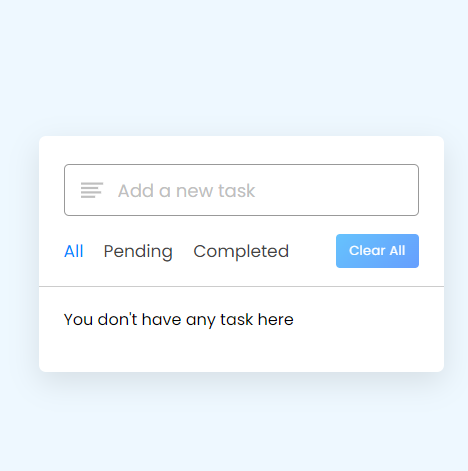 Add a new task
All Pending Completed Clear All
You don't have any task here